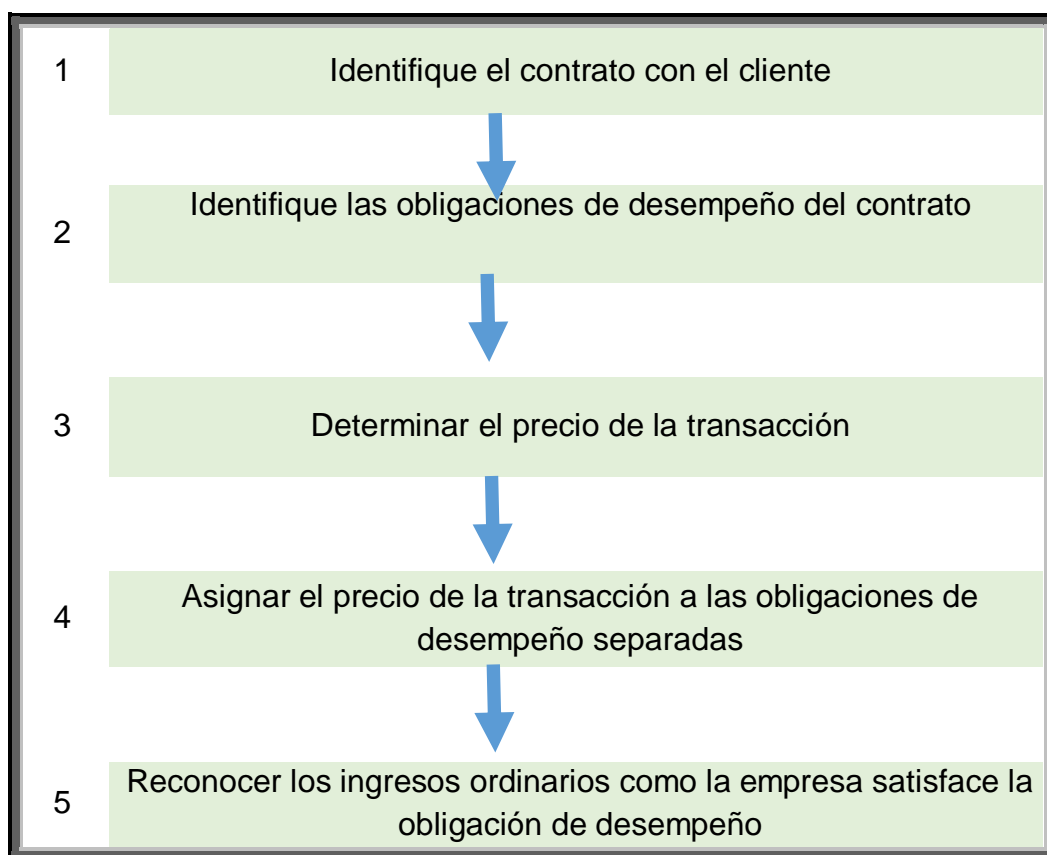 1
Identifique el contrato con el cliente
2
Identifique las obligaciones de desempeño del contrato
3
Determinar el precio de la transacción
4
Asignar el precio de la transacción a las obligaciones de
desempeño separadas
5
Reconocer los ingresos ordinarios como la empresa satisface la
obligación de desempeño